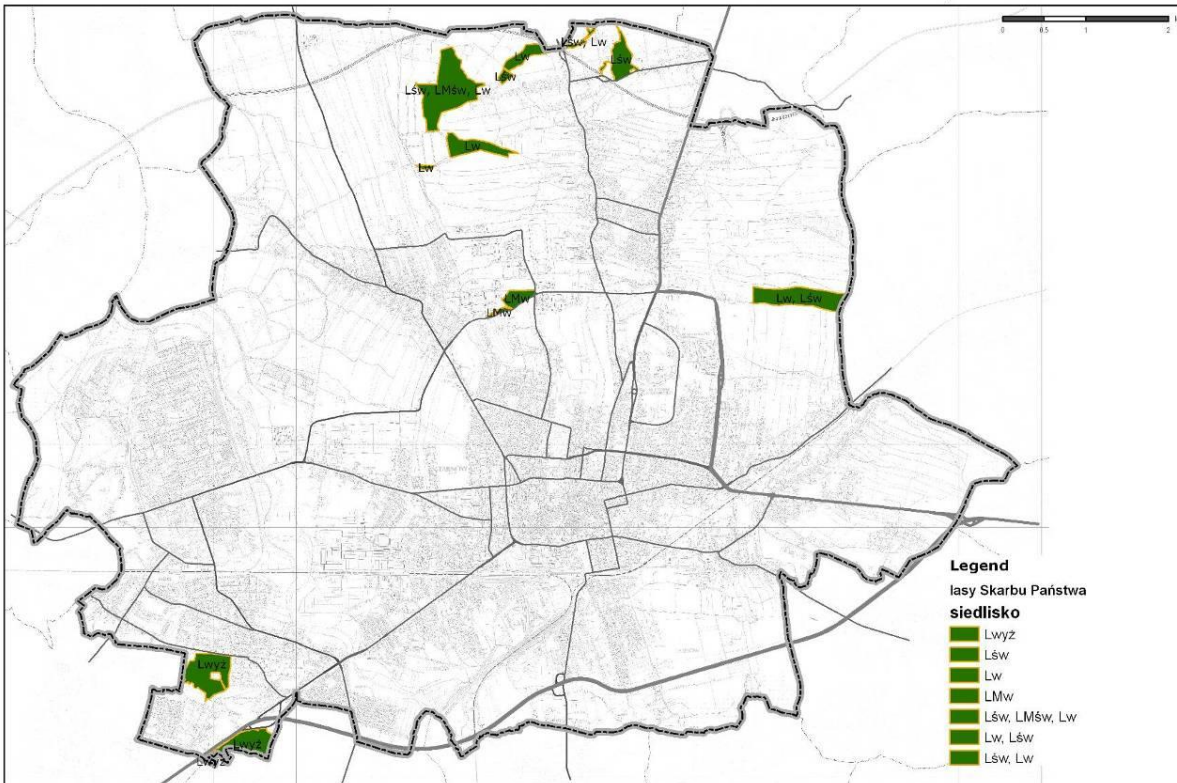 0 0.5 1 2
Lśw, Lw
Lw
Lśw
Lśw
Lśw, LMśw, Lw
Lw
Lw
LMw
LMw
Lw, Lśw
Lwyż
Lwyż
Legend
lasy Skarbu Państwa
siedlisko
Lwyż
Lśw
Lw
LMw
Lśw, LMśw, Lw
Lw, Lśw
Lśw, Lw